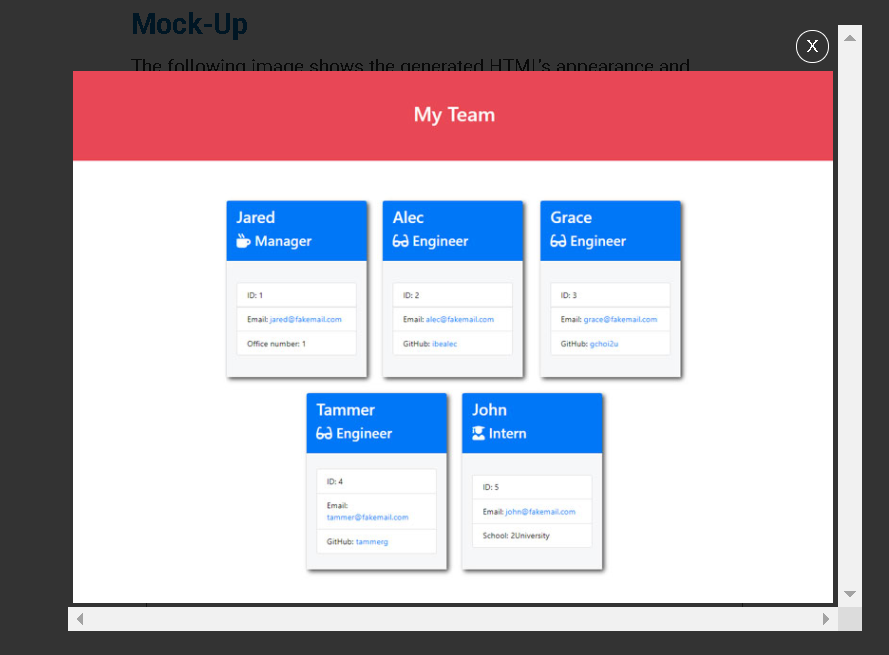 Mock-Up
The following image shows the generated HTML's appearance and
X
My Team
Jared
Manager
ID: 1
Email: jared@fakemail.com
Office number: 1
Alec
Engineer
ID: 2
Email: alec@fakemail.com
GitHub: ibealec
Grace
Engineer
ID: 3
Email: grace@fakemail.com
GitHub: gchoi2u
Tammer
Engineer
ID: 4
Email:
tammer@fakemail.com
GitHub: tammerg
John
Intern
ID: 5
Email: john@fakemail.com
School: 2University